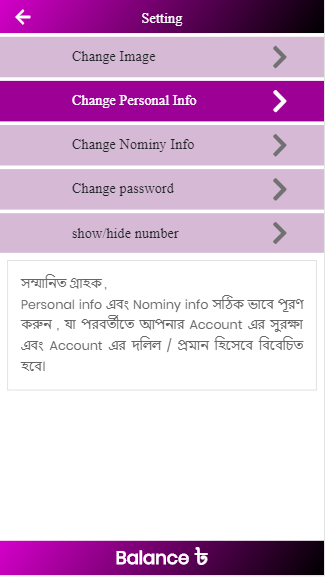 Setting
Change Image
Change Personal Info
Change Nominy Info
Change password
show/hide number
সম্মানিত গ্রাহক ,
Personal info এবং Nominy info সঠিক ভাবে পূরণ
করুন , যা পরবর্তীতে আপনার Account এর সুরক্ষা
এবং Account এর দলিল / প্রমান হিসেবে বিবেচিত
হবে।
Balance ৳